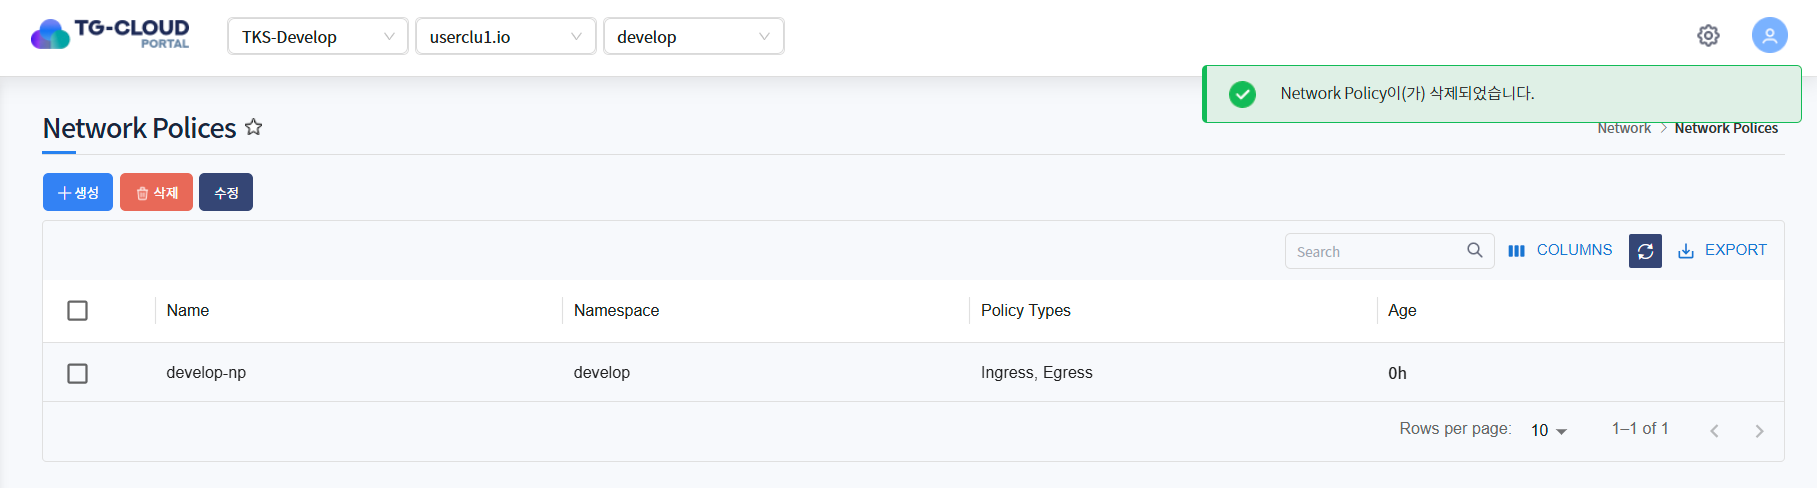 TG-CLOUD
PORTAL
TKS-Develop
userclu1.io
develop
Network Policy이(가) 삭제되었습니다.
Network Polices
Network > Network Polices
생성
삭제
수정
Search
COLUMNS
EXPORT
Name Namespace Policy Types Age
develop-np develop Ingress, Egress 0h
Rows per page: 10 1–1 of 1